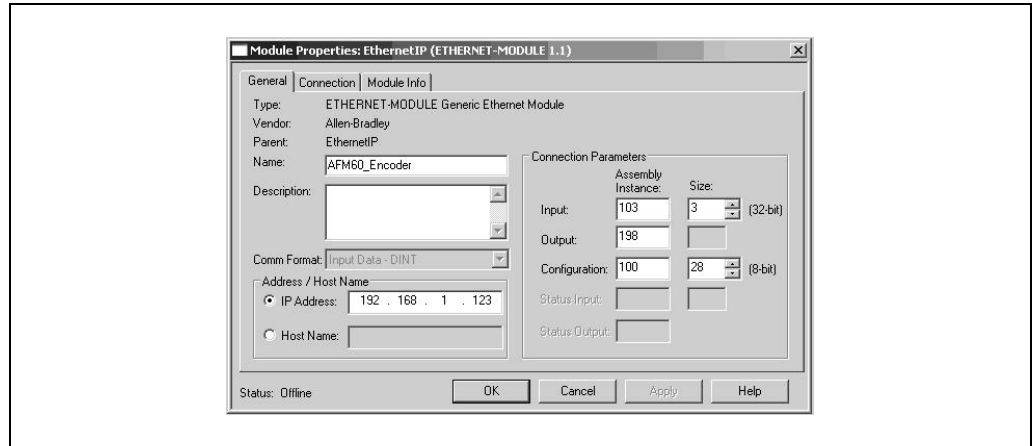 Module Properties: EthernetIP (ETHERNET-MODULE 1.1)
General Connection Module Info
Type: ETHERNET-MODULE Generic Ethernet Module
Vendor: Allen-Bradley
Parent: EthernetIP
Name: AFM60_Encoder
Description:
Comm Format: Input Data - DINT
Address / Host Name
IP Address: 192 . 168 . 1 . 123
Host Name:
Connection Parameters
Assembly
Instance: Size:
Input: 103 3 (32-bit)
Output: 198
Configuration: 100 28 (8-bit)
Status Input:
Status Output:
Status: Offline OK Cancel Apply Help